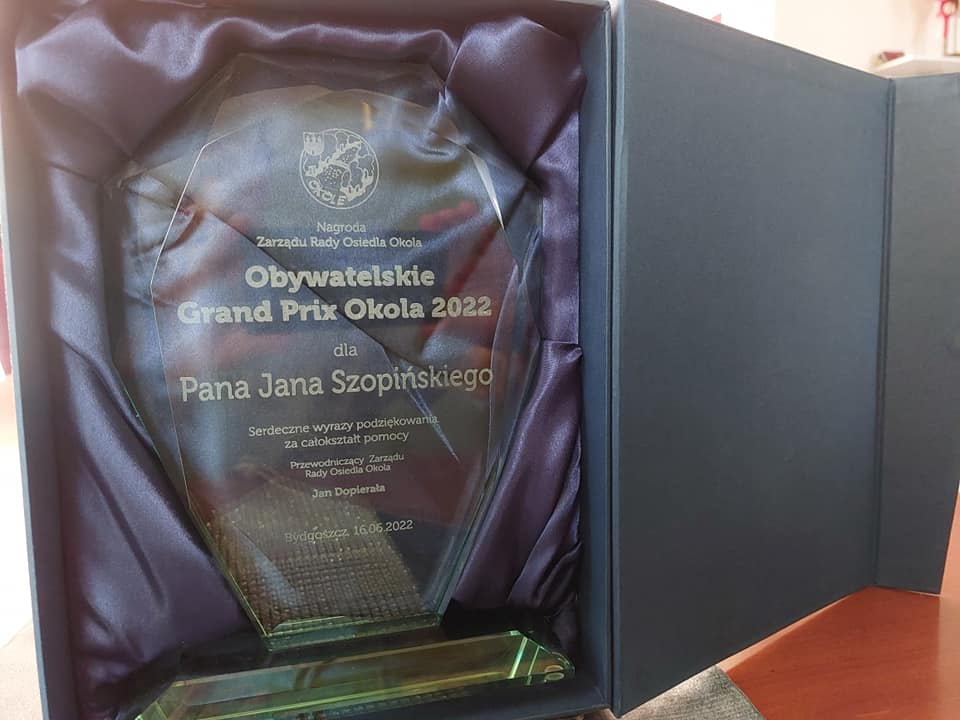 OKOLE
Nagroda
Zarządu Rady Osiedla Okola
Obywatelskie
Grand Prix Okola 2022
dla
Pana Jana Szopińskiego
Serdeczne wyrazy podziękowania
za całokształt pomocy
Przewodniczący Zarządu
Rady Osiedla Okola
Jan Dopierała
Bydgoszcz, 16.06.2022